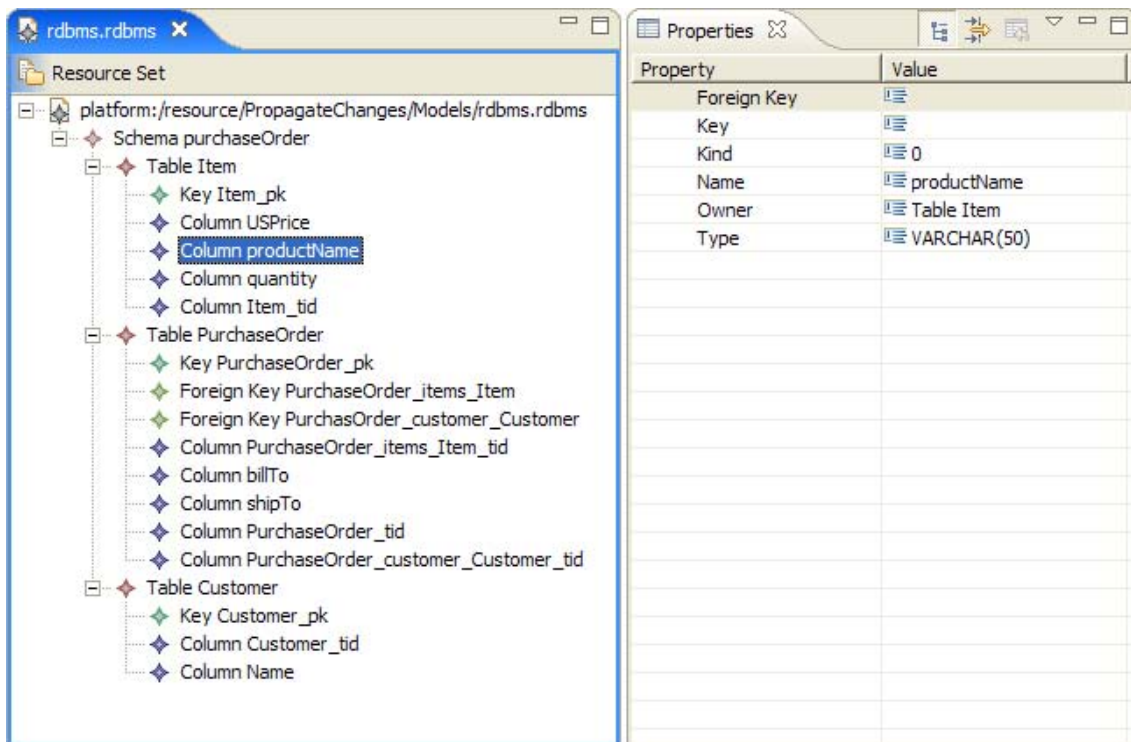 rdbms.rdbms
Resource Set
platform:/resource/PropagateChanges/Models/rdbms.rdbms
Schema purchaseOrder
Table Item
Key Item_pk
Column USPrice
Column productName
Column quantity
Column Item_tid
Table PurchaseOrder
Key PurchaseOrder_pk
Foreign Key PurchaseOrder_items_Item
Foreign Key PurchasOrder_customer_Customer
Column PurchaseOrder_items_Item_tid
Column billTo
Column shipTo
Column PurchaseOrder_tid
Column PurchaseOrder_customer_Customer_tid
Table Customer
Key Customer_pk
Column Customer_tid
Column Name
Properties
Property Value
Foreign Key
Key
Kind 0
Name productName
Owner Table Item
Type VARCHAR(50)